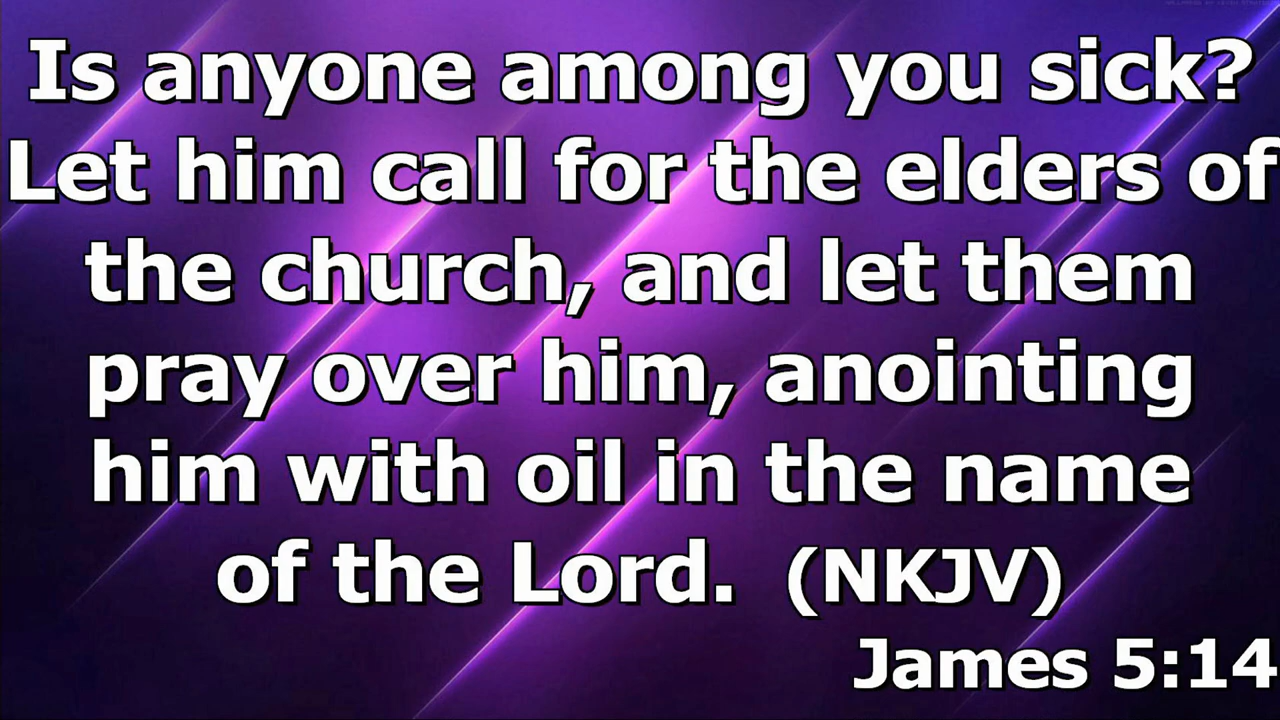 Is anyone among you sick?
Let him call for the elders of
the church, and let them
pray over him, anointing
him with oil in the name
of the Lord. (NKJV)
James 5:14